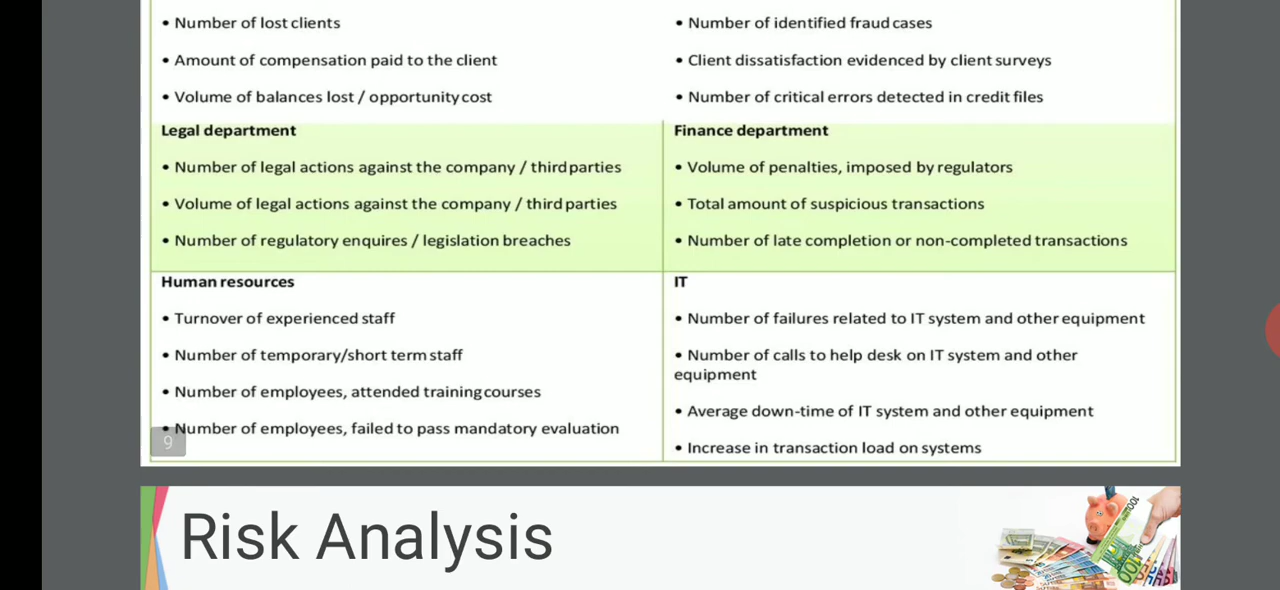 • Number of lost clients
• Amount of compensation paid to the client
• Volume of balances lost / opportunity cost
• Number of identified fraud cases
• Client dissatisfaction evidenced by client surveys
• Number of critical errors detected in credit files
Legal department
• Number of legal actions against the company / third parties
• Volume of legal actions against the company / third parties
• Number of regulatory enquires / legislation breaches
Finance department
• Volume of penalties, imposed by regulators
• Total amount of suspicious transactions
• Number of late completion or non-completed transactions
Human resources
• Turnover of experienced staff
• Number of temporary/short term staff
• Number of employees, attended training courses
• Number of employees, failed to pass mandatory evaluation
IT
• Number of failures related to IT system and other equipment
• Number of calls to help desk on IT system and other
equipment
• Average down-time of IT system and other equipment
• Increase in transaction load on systems
9
Risk Analysis
100
100